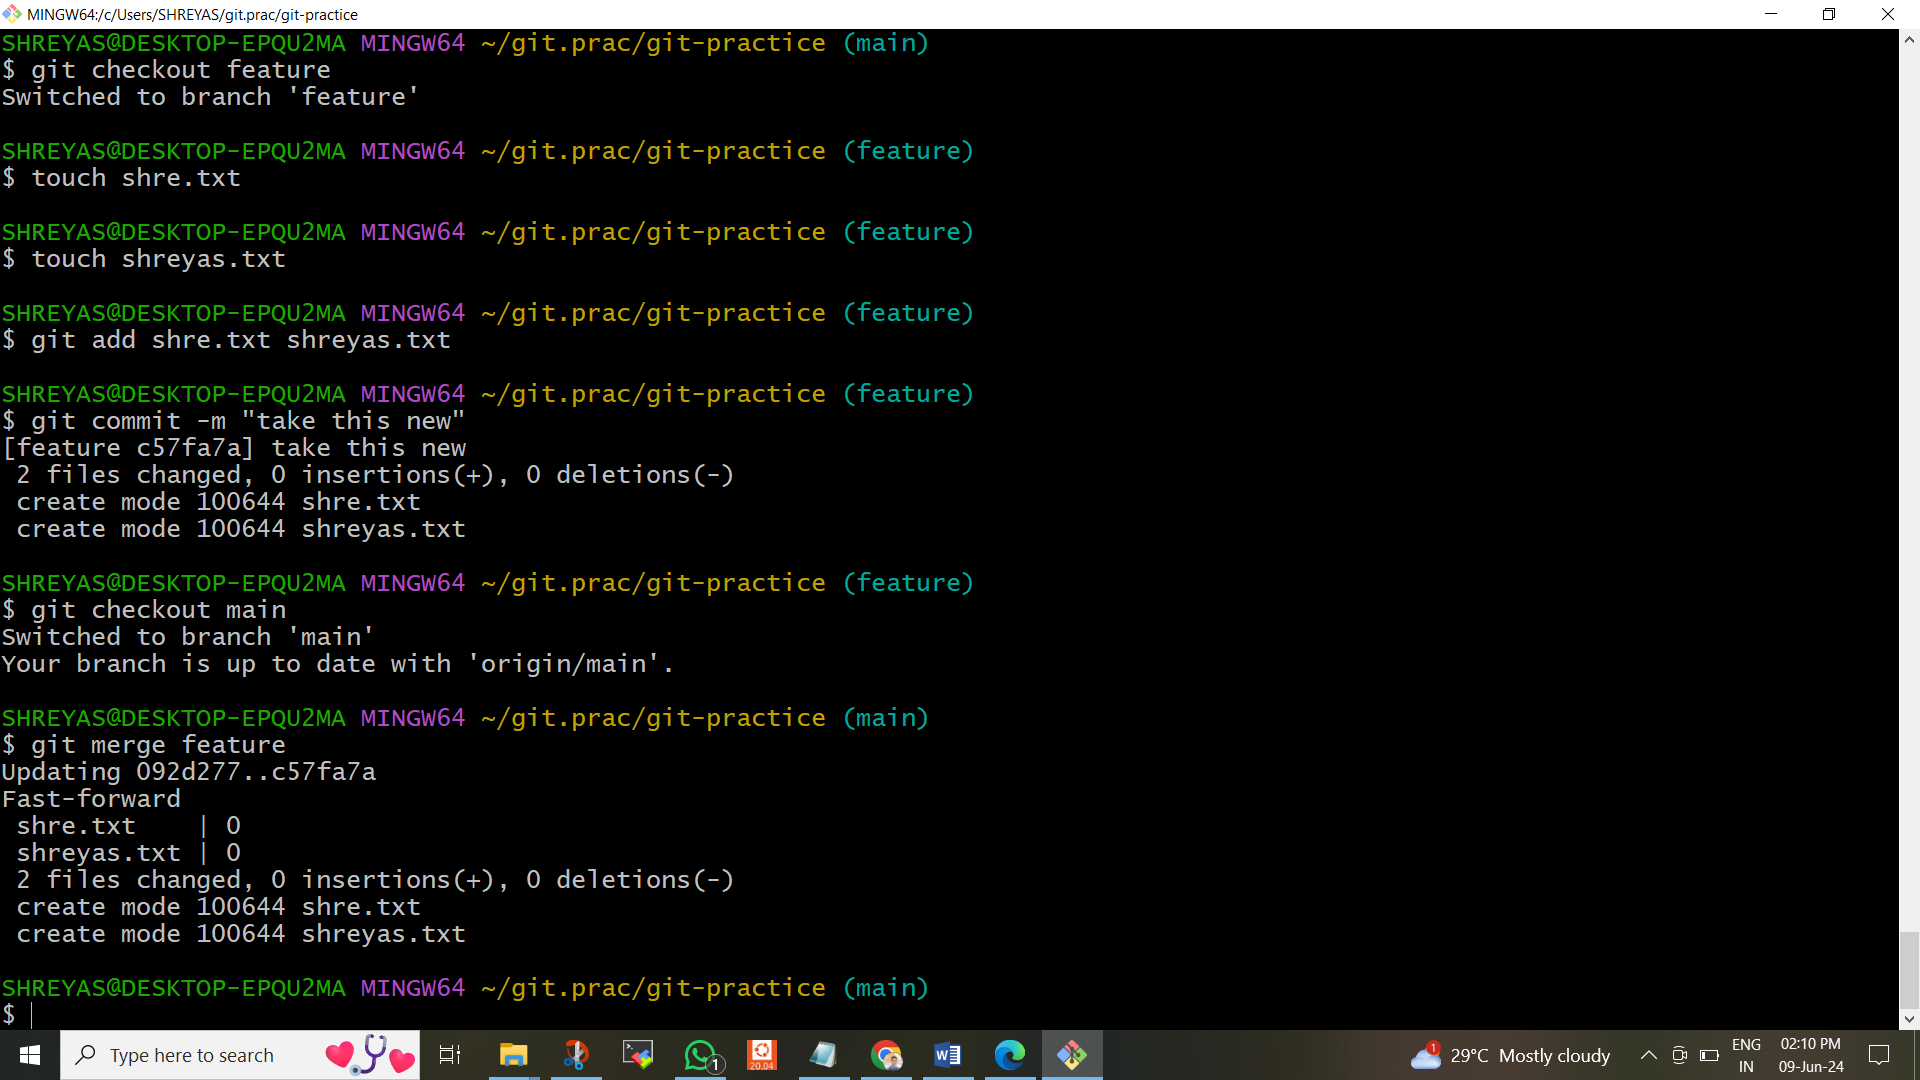 MINGW64:/c/Users/SHREYAS/git.prac/git-practice
SHREYAS@DESKTOP-EPQU2MA MINGW64 ~/git.prac/git-practice (main)
$ git checkout feature
Switched to branch 'feature'
SHREYAS@DESKTOP-EPQU2MA MINGW64 ~/git.prac/git-practice (feature)
$ touch shre.txt
SHREYAS@DESKTOP-EPQU2MA MINGW64 ~/git.prac/git-practice (feature)
$ touch shreyas.txt
SHREYAS@DESKTOP-EPQU2MA MINGW64 ~/git.prac/git-practice (feature)
$ git add shre.txt shreyas.txt
SHREYAS@DESKTOP-EPQU2MA MINGW64 ~/git.prac/git-practice (feature)
$ git commit -m "take this new"
[feature c57fa7a] take this new
 2 files changed, 0 insertions(+), 0 deletions(-)
 create mode 100644 shre.txt
 create mode 100644 shreyas.txt
SHREYAS@DESKTOP-EPQU2MA MINGW64 ~/git.prac/git-practice (feature)
$ git checkout main
Switched to branch 'main'
Your branch is up to date with 'origin/main'.
SHREYAS@DESKTOP-EPQU2MA MINGW64 ~/git.prac/git-practice (main)
$ git merge feature
Updating 092d277..c57fa7a
Fast-forward
 shre.txt    | 0
 shreyas.txt | 0
 2 files changed, 0 insertions(+), 0 deletions(-)
 create mode 100644 shre.txt
 create mode 100644 shreyas.txt
SHREYAS@DESKTOP-EPQU2MA MINGW64 ~/git.prac/git-practice (main)
$
Type here to search
1
20.04
W
1
29°C Mostly cloudy
ENG
IN
02:10 PM
09-Jun-24